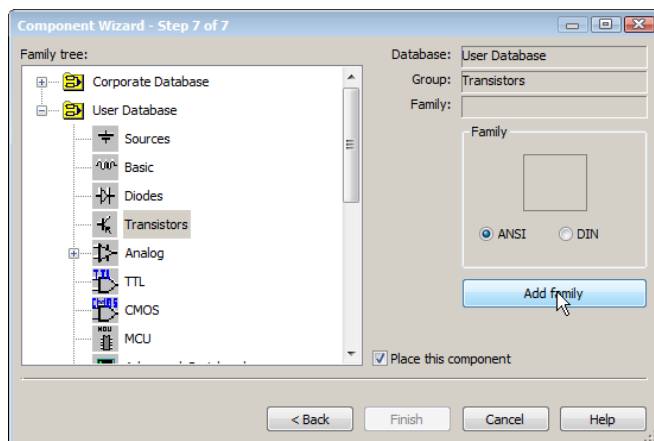 Component Wizard - Step 7 of 7
Family tree:
Corporate Database
User Database
Sources
Basic
Diodes
Transistors
Analog
TTL
CMOS
MCU
Database: User Database
Group: Transistors
Family:
Family
ANSI DIN
Add family
Place this component
< Back Finish Cancel Help